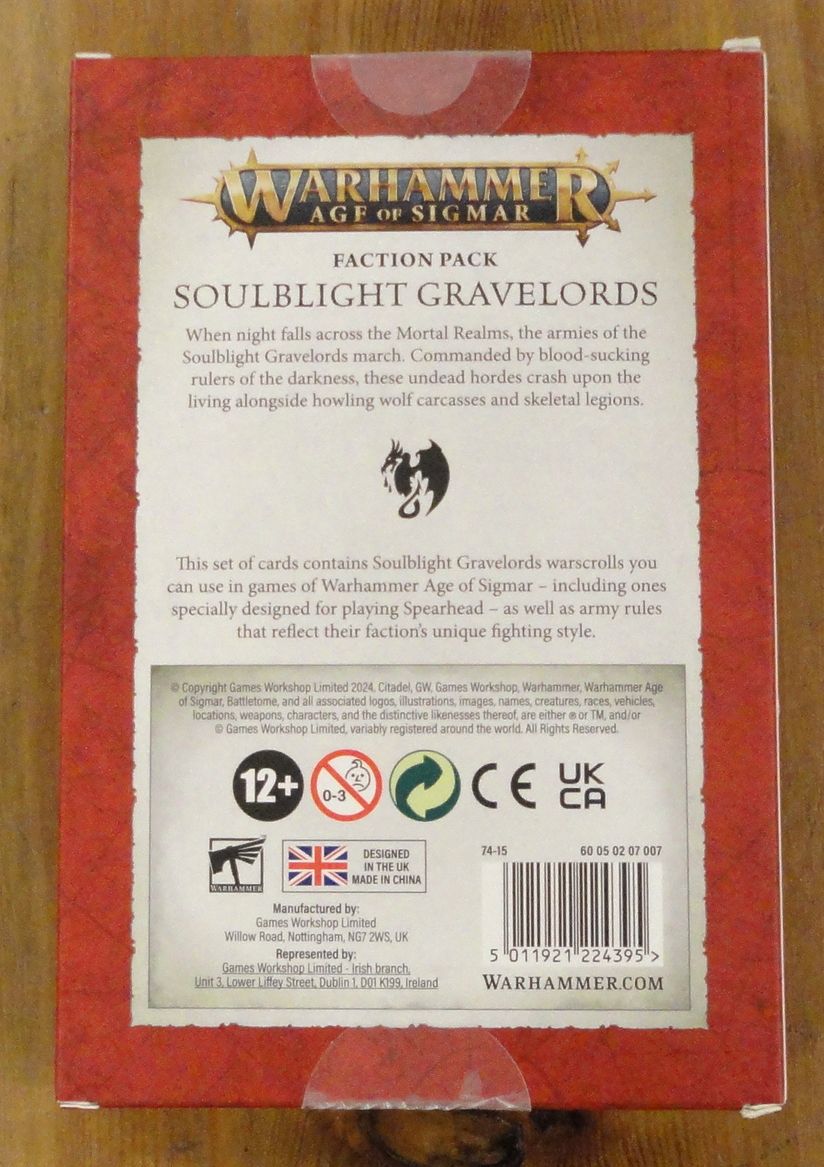 WARHAMMER
AGE OF SIGMAR
FACTION PACK
SOULBLIGHT GRAVELORDS
When night falls across the Mortal Realms, the armies of the
Soulblight Gravelords march. Commanded by blood-sucking
rulers of the darkness, these undead hordes crash upon the
living alongside howling wolf carcasses and skeletal legions.
This set of cards contains Soulblight Gravelords warscrolls you
can use in games of Warhammer Age of Sigmar – including ones
specially designed for playing Spearhead – as well as army rules
that reflect their faction's unique fighting style.
© Copyright Games Workshop Limited 2024. Citadel, GW, Games Workshop, Warhammer, Warhammer Age
of Sigmar, Battletome, and all associated logos, illustrations, images, names, creatures, races, vehicles,
locations, weapons, characters, and the distinctive likenesses thereof, are either ® or TM, and/or
© Games Workshop Limited, variably registered around the world. All Rights Reserved.
12+
0-3
CE
UK
CA
WARHAMMER
DESIGNED
IN THE UK
MADE IN CHINA
74-15 60 05 02 07 007
Manufactured by:
Games Workshop Limited
Willow Road, Nottingham, NG7 2WS, UK
Represented by:
Games Workshop Limited - Irish branch,
Unit 3, Lower Liffey Street, Dublin 1, D01 K199, Ireland
5 011921 224395 >
WARHAMMER.COM